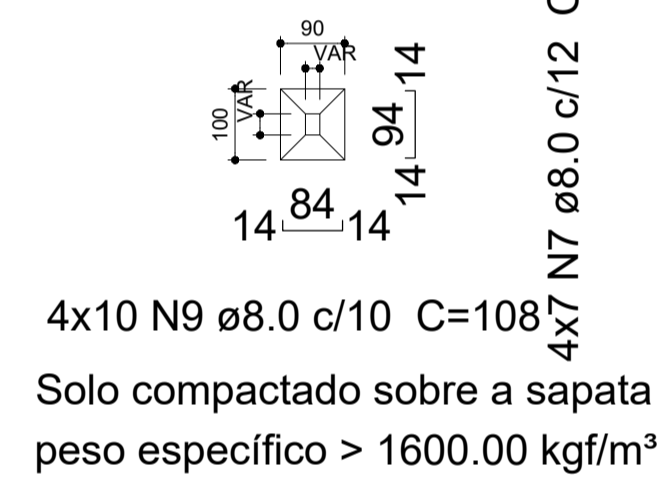 90
VAR
100
VAR
14 94 14
14 84 14
4x10 N9 ø8.0 c/10 C=108
4x7 N7 ø8.0 c/12
Solo compactado sobre a sapata
peso específico > 1600.00 kgf/m³